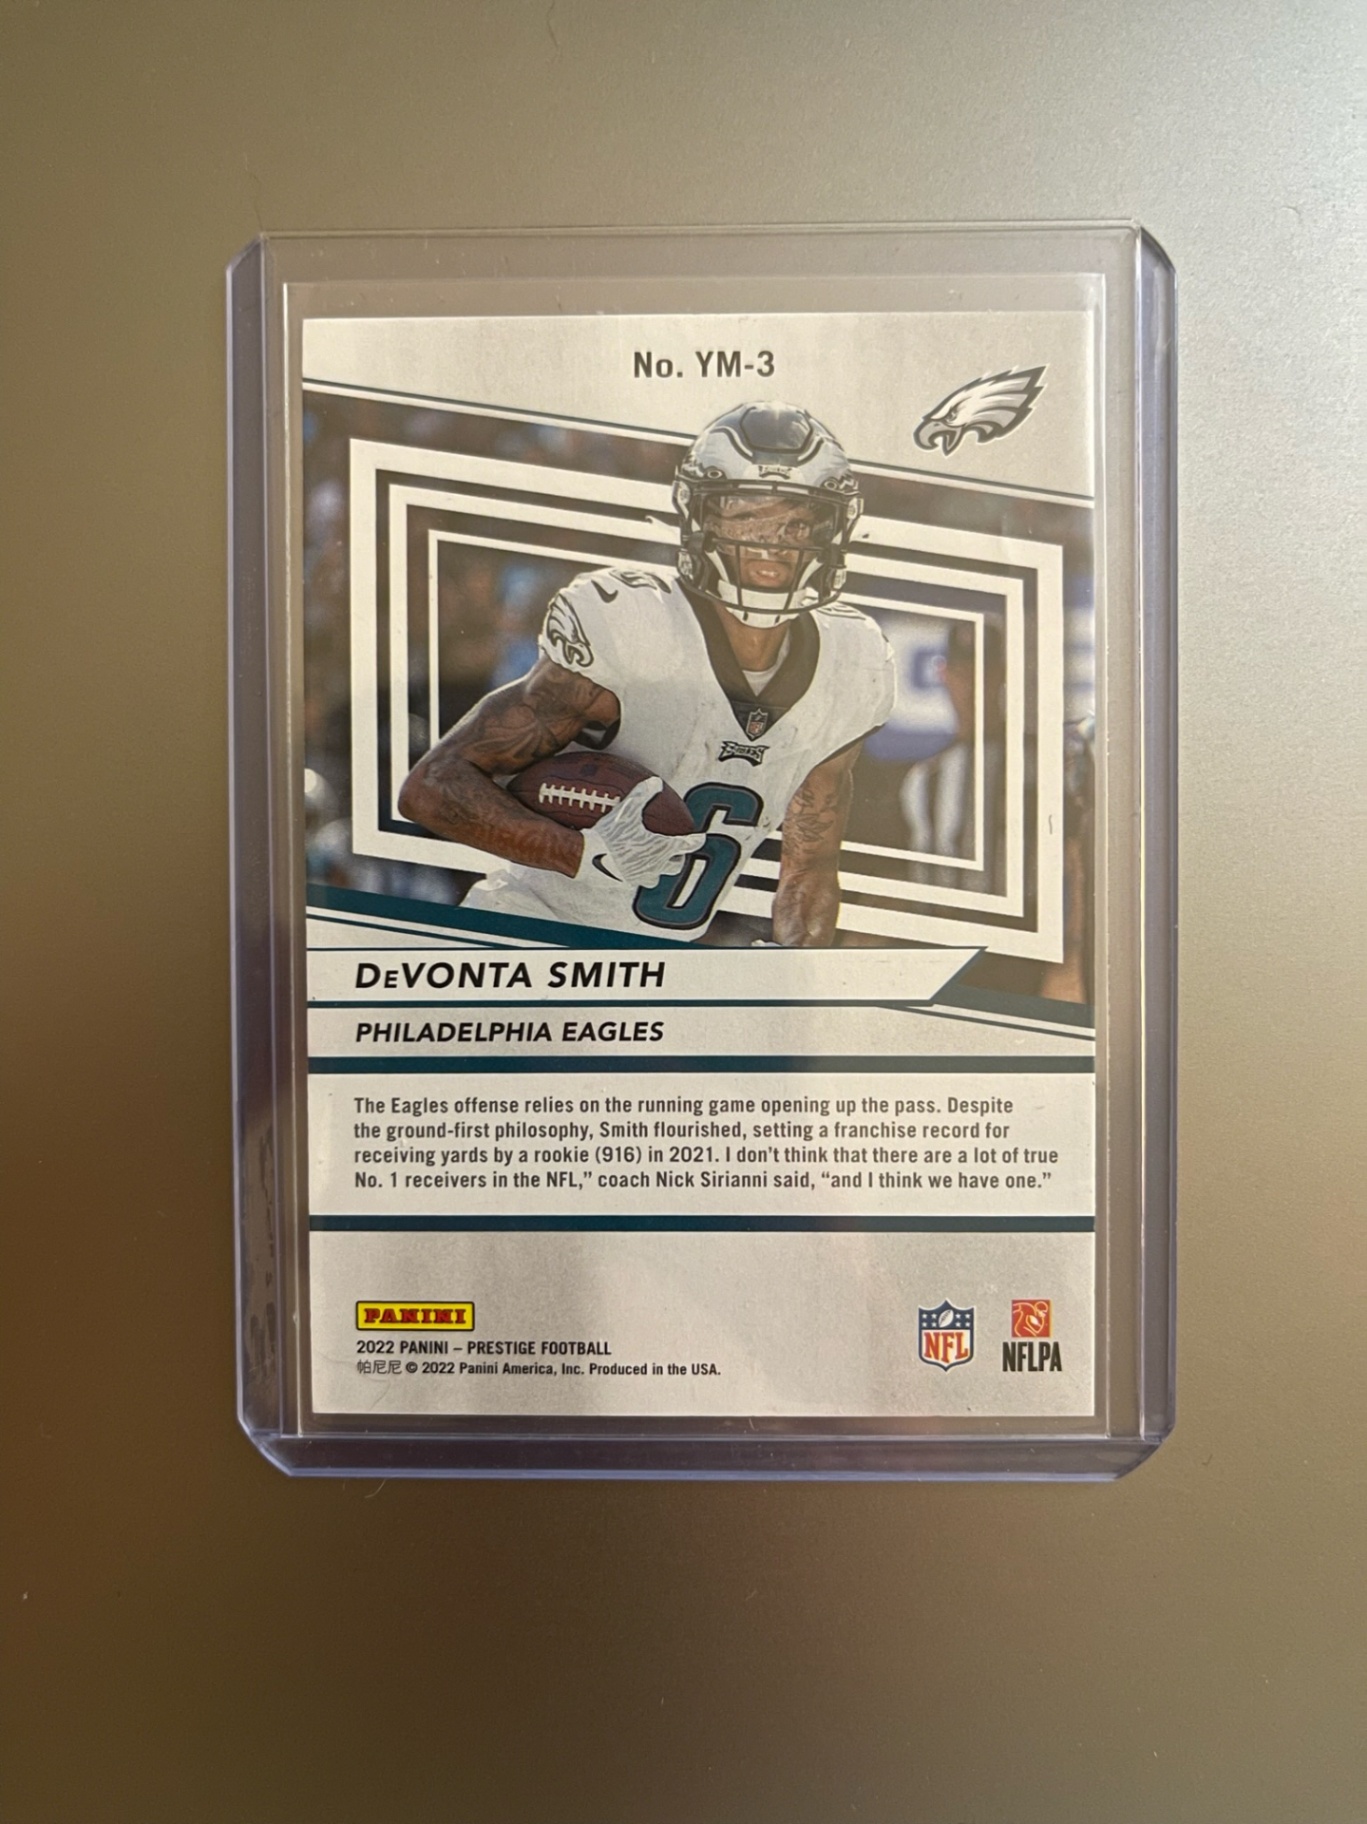 No. YM-3
6
DeVONTA SMITH
PHILADELPHIA EAGLES
The Eagles offense relies on the running game opening up the pass. Despite
the ground-first philosophy, Smith flourished, setting a franchise record for
receiving yards by a rookie (916) in 2021. I don’t think that there are a lot of true
No. 1 receivers in the NFL,” coach Nick Sirianni said, “and I think we have one.”
PANINI
2022 PANINI – PRESTIGE FOOTBALL
帕尼尼 © 2022 Panini America, Inc. Produced in the USA.
NFL
NFLPA